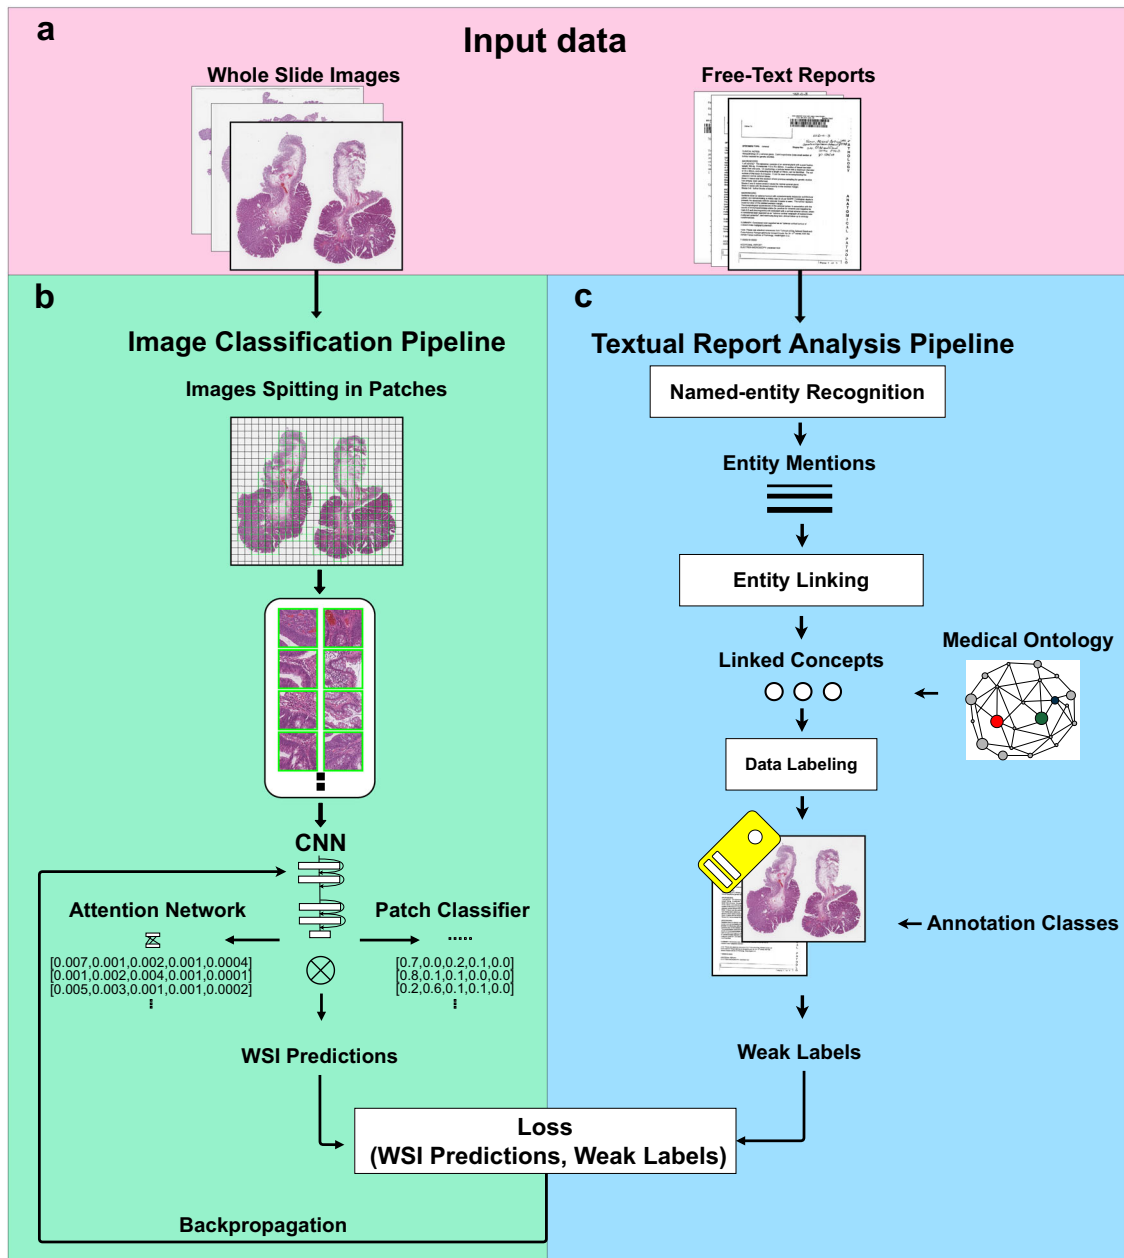 a
Input data
Whole Slide Images
Free-Text Reports
b
Image Classification Pipeline
Images Spitting in Patches
CNN
Attention Network
Patch Classifier
[0.007,0.001,0.002,0.001,0.0004]
[0.001,0.002,0.004,0.001,0.0001]
[0.005,0.003,0.001,0.001,0.0002]
[0.7,0.0,0.2,0.1,0.0]
[0.8,0.1,0.1,0.0,0.0]
[0.2,0.6,0.1,0.1,0.0]
WSI Predictions
c
Textual Report Analysis Pipeline
Named-entity Recognition
Entity Mentions
Entity Linking
Linked Concepts
Medical Ontology
Data Labeling
Annotation Classes
Weak Labels
Loss
(WSI Predictions, Weak Labels)
Backpropagation